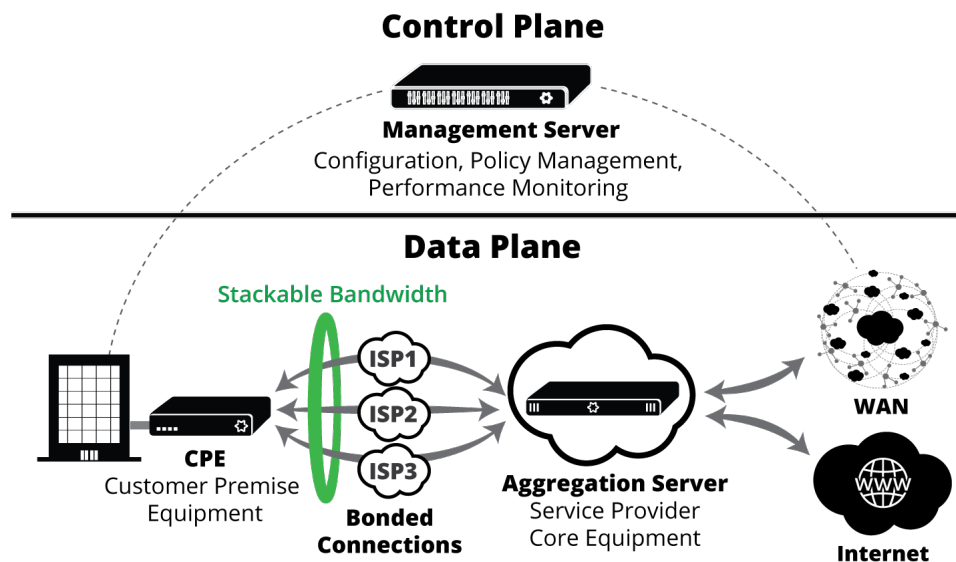 Control Plane
Management Server
Configuration, Policy Management,
Performance Monitoring
Data Plane
Stackable Bandwidth
ISP1
ISP2
ISP3
CPE
Customer Premise
Equipment
Bonded
Connections
Aggregation Server
Service Provider
Core Equipment
WAN
WWW
Internet